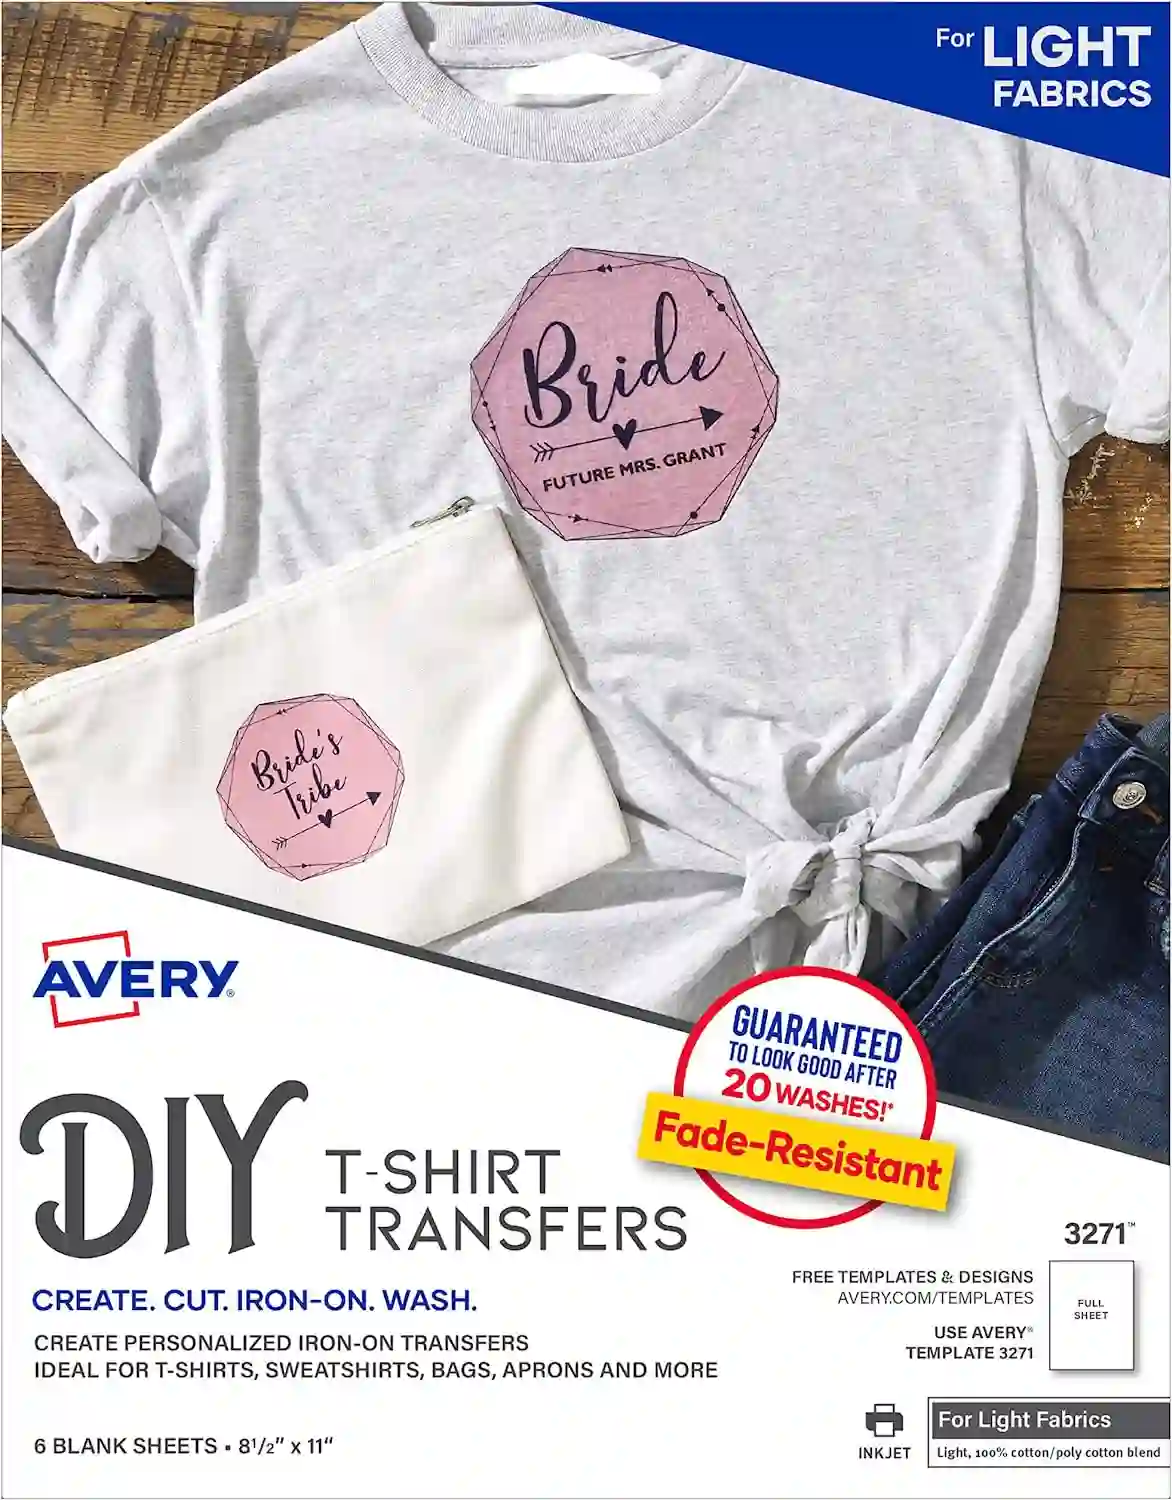 For LIGHT
FABRICS
Bride
FUTURE MRS. GRANT
Bride's
Tribe
AVERY®
GUARANTEED
TO LOOK GOOD AFTER
20 WASHES!*
Fade-Resistant
DIY T-SHIRT
TRANSFERS
3271™
CREATE. CUT. IRON-ON. WASH.
FREE TEMPLATES & DESIGNS
AVERY.COM/TEMPLATES
USE AVERY®
TEMPLATE 3271
FULL
SHEET
CREATE PERSONALIZED IRON-ON TRANSFERS
IDEAL FOR T-SHIRTS, SWEATSHIRTS, BAGS, APRONS AND MORE
6 BLANK SHEETS • 8½" x 11"
INKJET
For Light Fabrics
Light, 100% cotton/poly cotton blend